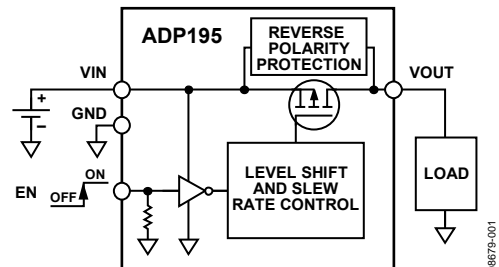 ADP195
REVERSE
POLARITY
PROTECTION
VIN
VOUT
+
–
GND
LEVEL SHIFT
AND SLEW
RATE CONTROL
LOAD
EN
ON
OFF
08679-001